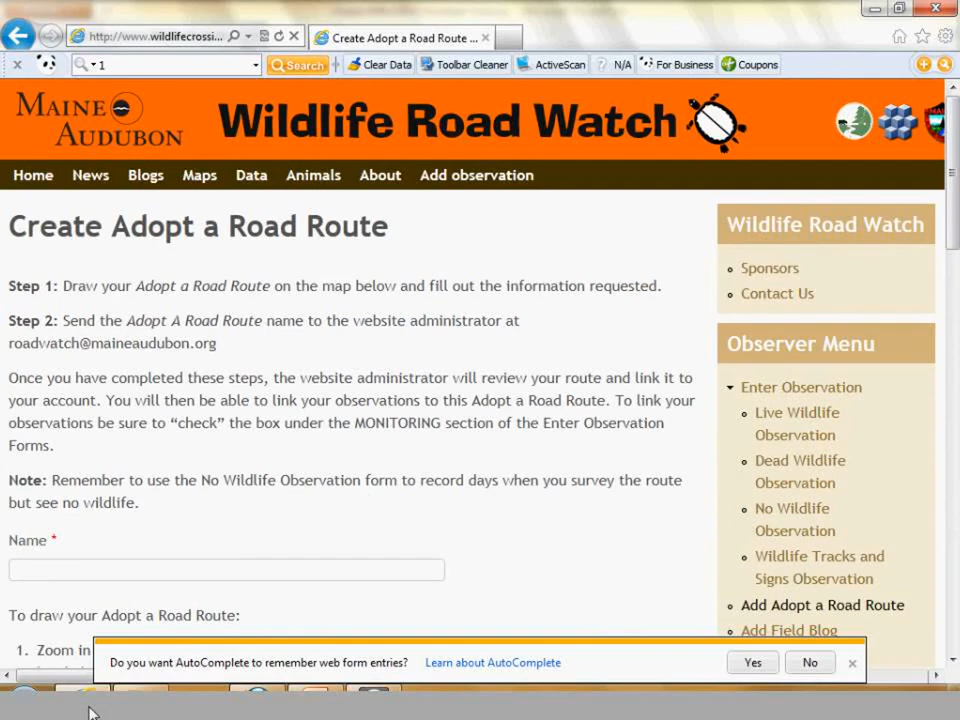 http://www.wildlifecrossi...
Create Adopt a Road Route ...
1
Search
Clear Data
Toolbar Cleaner
ActiveScan
N/A
For Business
Coupons
MAINE
AUDUBON
Wildlife Road Watch
Home
News
Blogs
Maps
Data
Animals
About
Add observation
Create Adopt a Road Route
Step 1: Draw your Adopt a Road Route on the map below and fill out the information requested.
Step 2: Send the Adopt A Road Route name to the website administrator at
roadwatch@maineaudubon.org
Once you have completed these steps, the website administrator will review your route and link it to
your account. You will then be able to link your observations to this Adopt a Road Route. To link your
observations be sure to “check” the box under the MONITORING section of the Enter Observation
Forms.
Note: Remember to use the No Wildlife Observation form to record days when you survey the route
but see no wildlife.
Name *
To draw your Adopt a Road Route:
1. Zoom in
Wildlife Road Watch
Sponsors
Contact Us
Observer Menu
Enter Observation
Live Wildlife
Observation
Dead Wildlife
Observation
No Wildlife
Observation
Wildlife Tracks and
Signs Observation
Add Adopt a Road Route
Add Field Blog
Do you want AutoComplete to remember web form entries?
Learn about AutoComplete
Yes
No